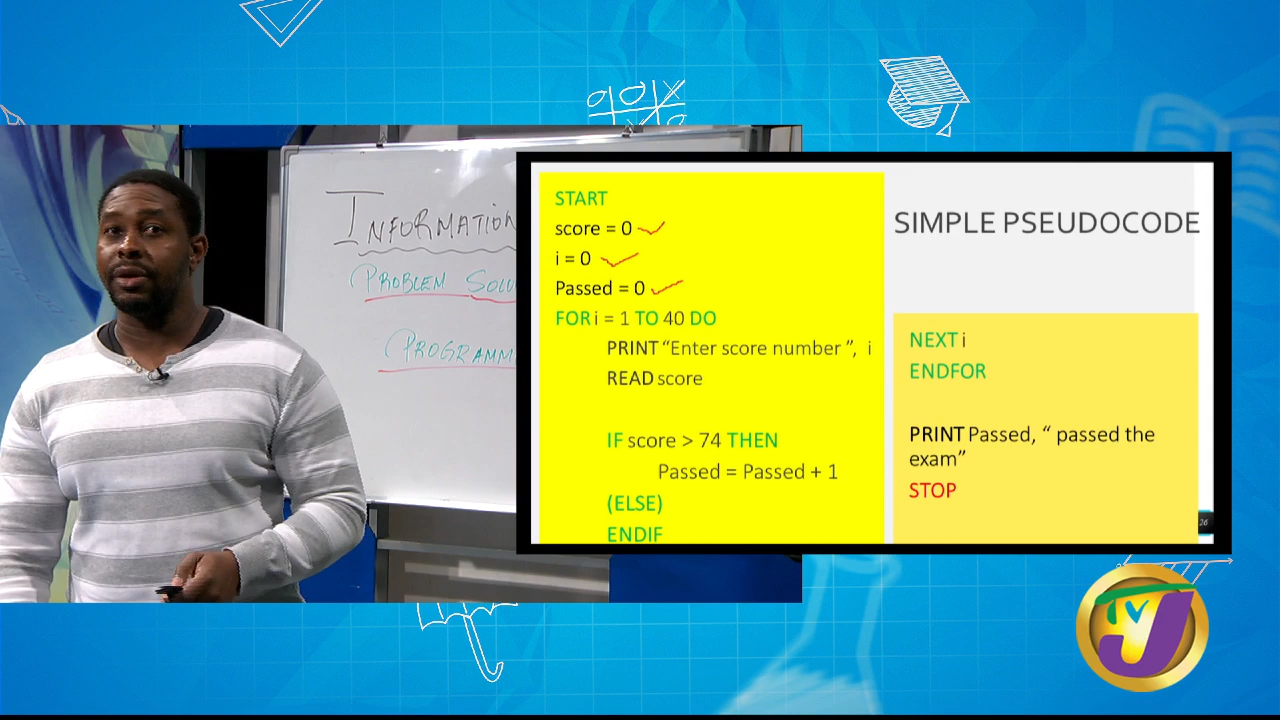 INFORMATION
PROBLEM
PROGRAMM
START
score = 0
i = 0
Passed = 0
FOR i = 1 TO 40 DO
PRINT “Enter score number ”, i
READ score
IF score > 74 THEN
Passed = Passed + 1
(ELSE)
ENDIF
SIMPLE PSEUDOCODE
NEXT i
ENDFOR
PRINT Passed, “ passed the
exam”
STOP
26
TVJ